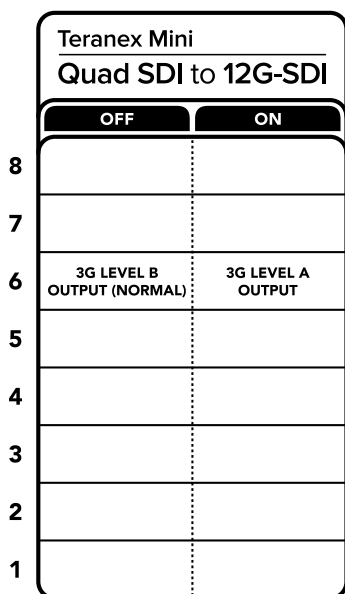 Teranex Mini
Quad SDI to 12G-SDI
OFF ON
8
7
6 3G LEVEL B 3G LEVEL A
OUTPUT (NORMAL) OUTPUT
5
4
3
2
1